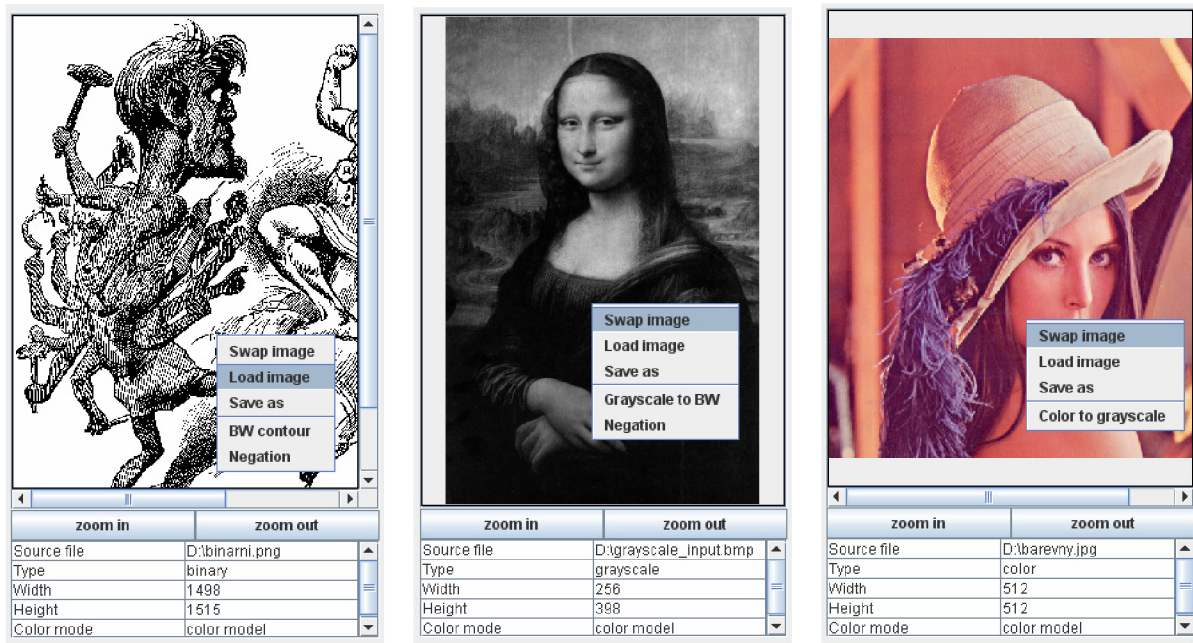 Swap image
Load image
Save as
BW contour
Negation
zoom in zoom out
Source file D:\binarni.png
Type binary
Width 1498
Height 1515
Color mode color model
Swap image
Load image
Save as
Grayscale to BW
Negation
zoom in zoom out
Source file D:\grayscale_input.bmp
Type grayscale
Width 256
Height 398
Color mode color model
Swap image
Load image
Save as
Color to grayscale
zoom in zoom out
Source file D:\barevny.jpg
Type color
Width 512
Height 512
Color mode color model